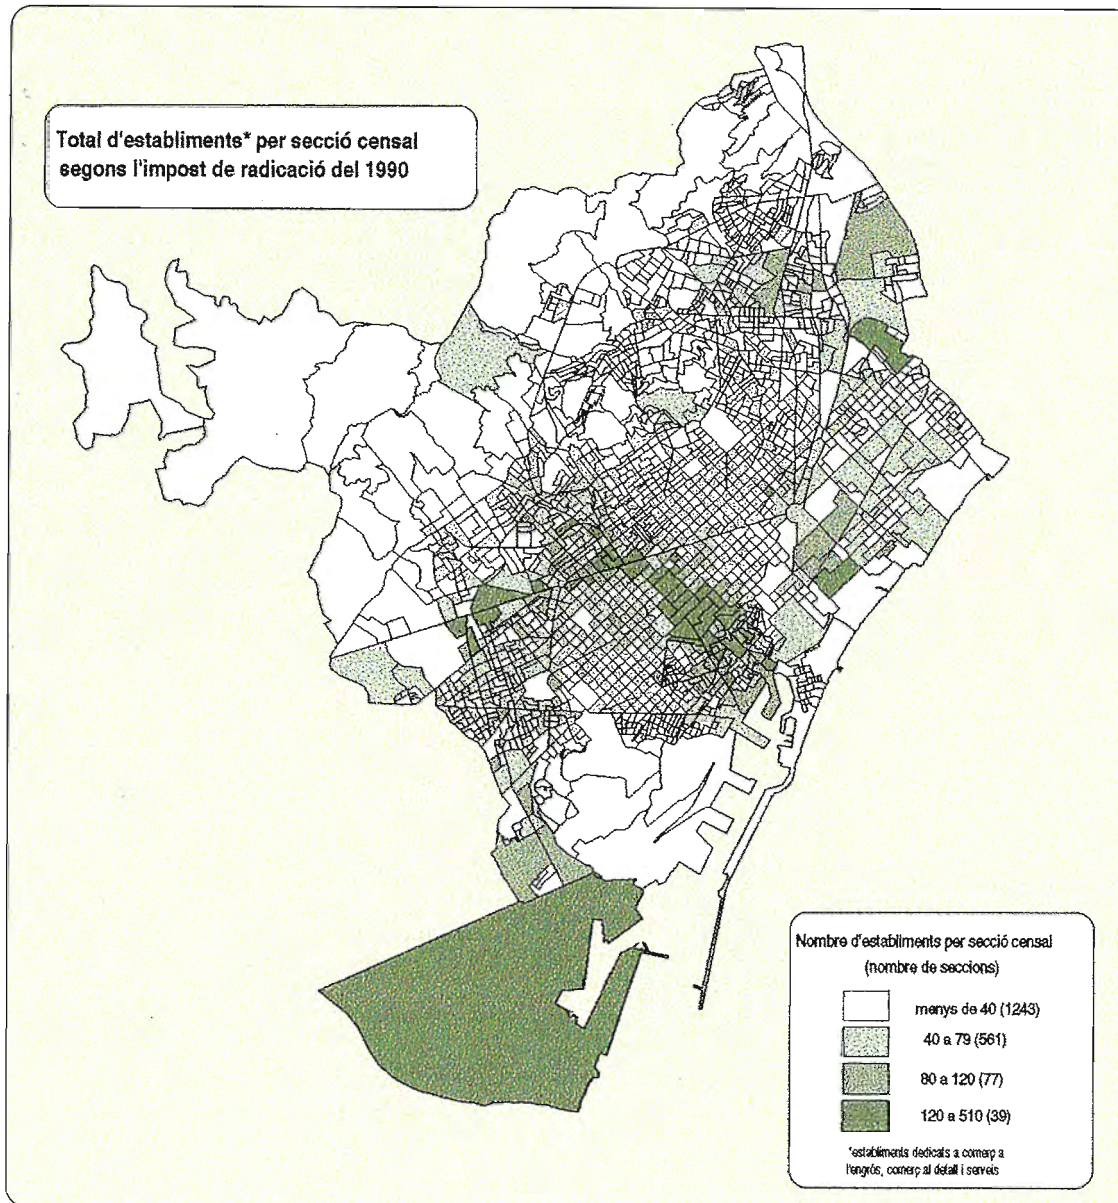 Total d'establiments* per secció censal
segons l'impost de radicació del 1990
Nombre d'establiments per secció censal
(nombre de seccions)
menys de 40 (1243)
40 a 79 (561)
80 a 120 (77)
120 a 510 (39)
*establiments dedicats a comerç a
l'engròs, comerç al detall i serveis